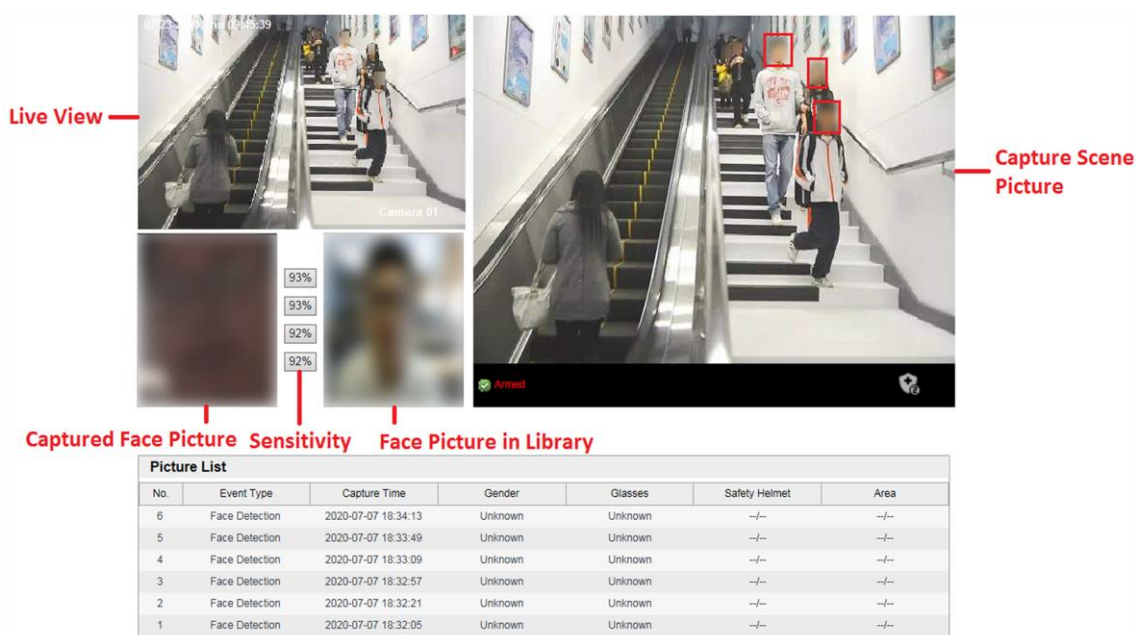 09:45:39
Live View
Camera 01
Capture Scene
Picture
93%
93%
92%
92%
Armed
Captured Face Picture
Sensitivity
Face Picture in Library
Picture List
No. Event Type Capture Time Gender Glasses Safety Helmet Area
6 Face Detection 2020-07-07 18:34:13 Unknown Unknown --/-- --/--
5 Face Detection 2020-07-07 18:33:49 Unknown Unknown --/-- --/--
4 Face Detection 2020-07-07 18:33:09 Unknown Unknown --/-- --/--
3 Face Detection 2020-07-07 18:32:57 Unknown Unknown --/-- --/--
2 Face Detection 2020-07-07 18:32:21 Unknown Unknown --/-- --/--
1 Face Detection 2020-07-07 18:32:05 Unknown Unknown --/-- --/--